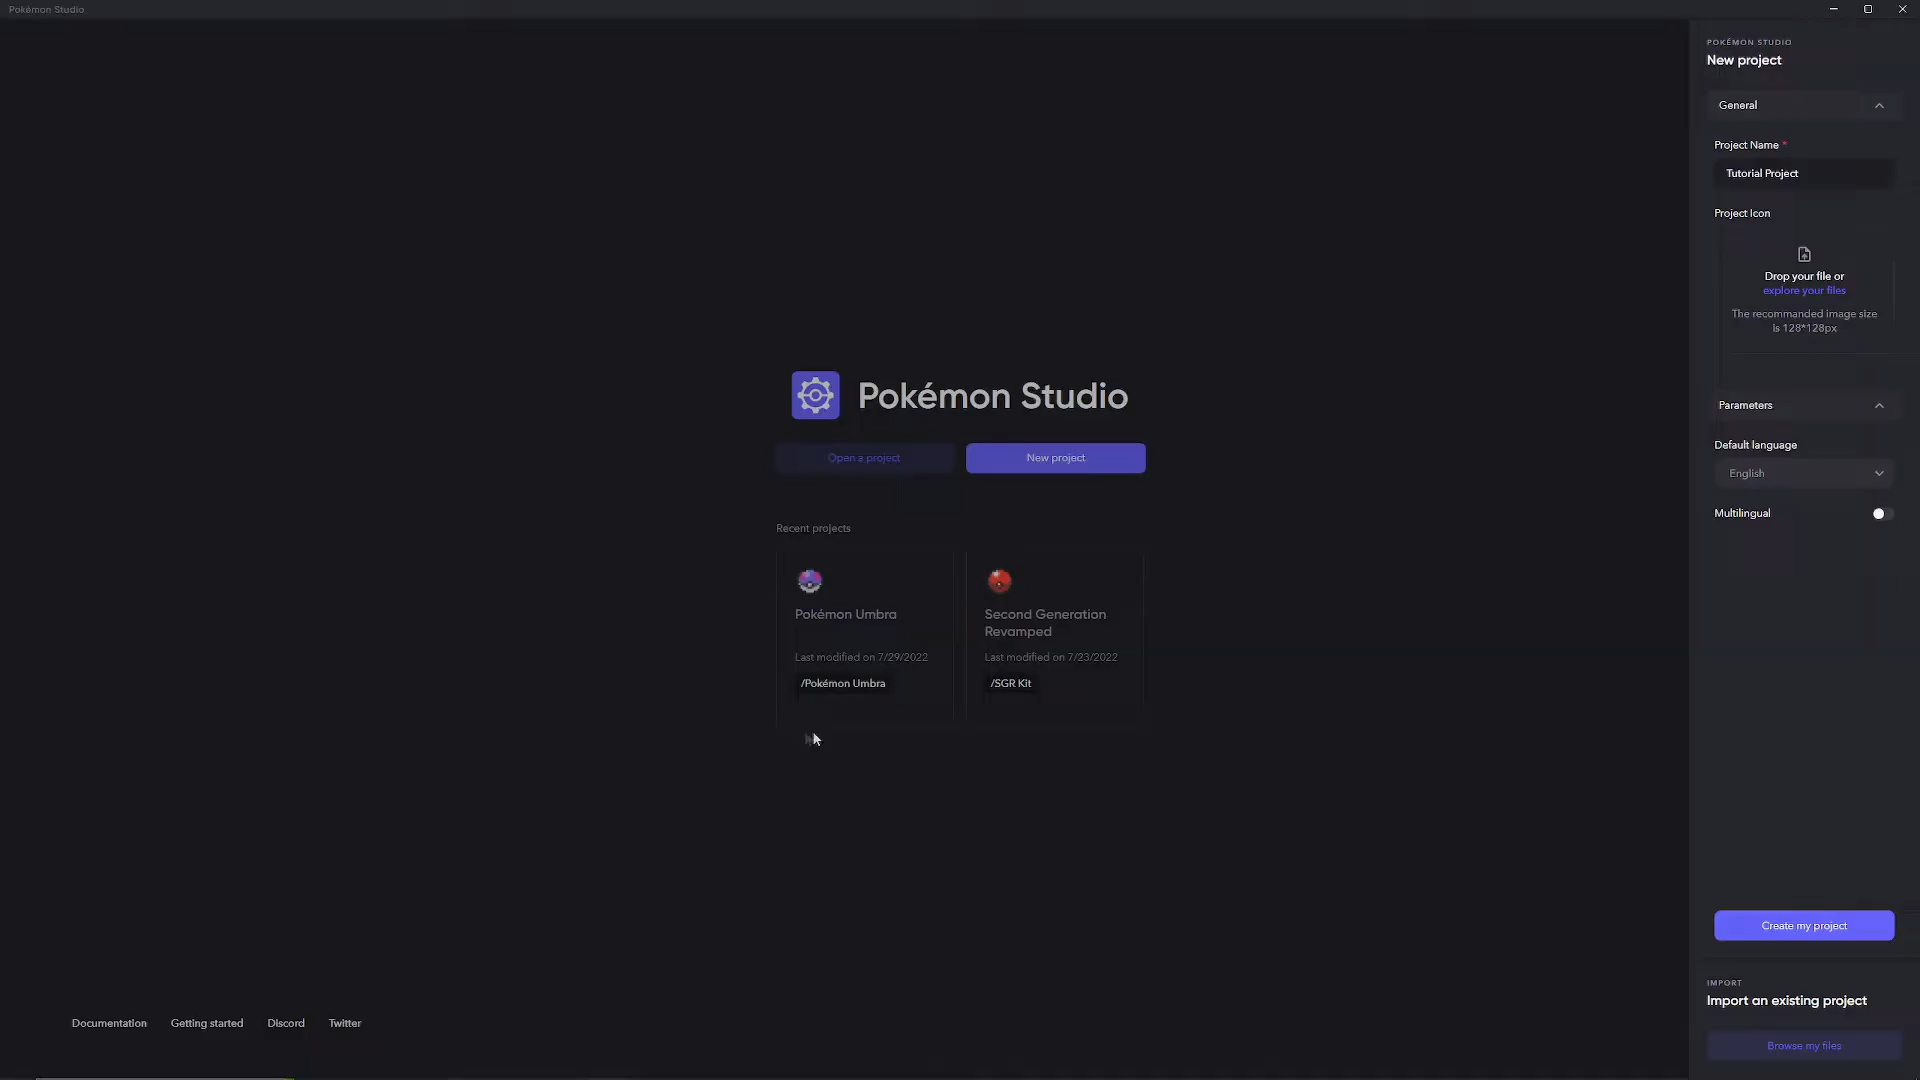 Pokémon Studio
POKÉMON STUDIO
New project
General
Project Name *
Tutorial Project
Project Icon
Drop your file or
explore your files
The recommanded image size
is 128*128px
Parameters
Default language
English
Multilingual
Create my project
IMPORT
Import an existing project
Browse my files
Pokémon Studio
Open a project
New project
Recent projects
Pokémon Umbra
Last modified on 7/29/2022
/Pokémon Umbra
Second Generation
Revamped
Last modified on 7/23/2022
/SGR Kit
Documentation
Getting started
Discord
Twitter